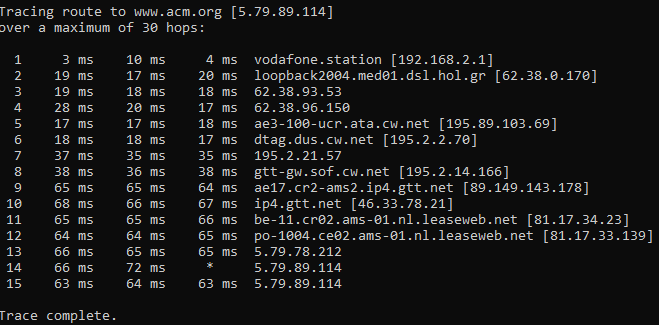 Tracing route to www.acm.org [5.79.89.114]
over a maximum of 30 hops:
1 3 ms 10 ms 4 ms vodafone.station [192.168.2.1]
2 19 ms 17 ms 20 ms loopback2004.med01.dsl.hol.gr [62.38.0.170]
3 19 ms 18 ms 18 ms 62.38.93.53
4 28 ms 20 ms 17 ms 62.38.96.150
5 17 ms 17 ms 18 ms ae3-100-ucr.ata.cw.net [195.89.103.69]
6 18 ms 18 ms 17 ms dtag.dus.cw.net [195.2.2.70]
7 37 ms 35 ms 35 ms 195.2.21.57
8 38 ms 36 ms 38 ms gtt-gw.sof.cw.net [195.2.14.166]
9 65 ms 65 ms 64 ms ae17.cr2-ams2.ip4.gtt.net [89.149.143.178]
10 68 ms 66 ms 67 ms ip4.gtt.net [46.33.78.21]
11 65 ms 65 ms 66 ms be-11.cr02.ams-01.nl.leaseweb.net [81.17.34.23]
12 64 ms 64 ms 65 ms po-1004.ce02.ams-01.nl.leaseweb.net [81.17.33.139]
13 66 ms 65 ms 65 ms 5.79.78.212
14 66 ms 72 ms * 5.79.89.114
15 63 ms 64 ms 63 ms 5.79.89.114
Trace complete.